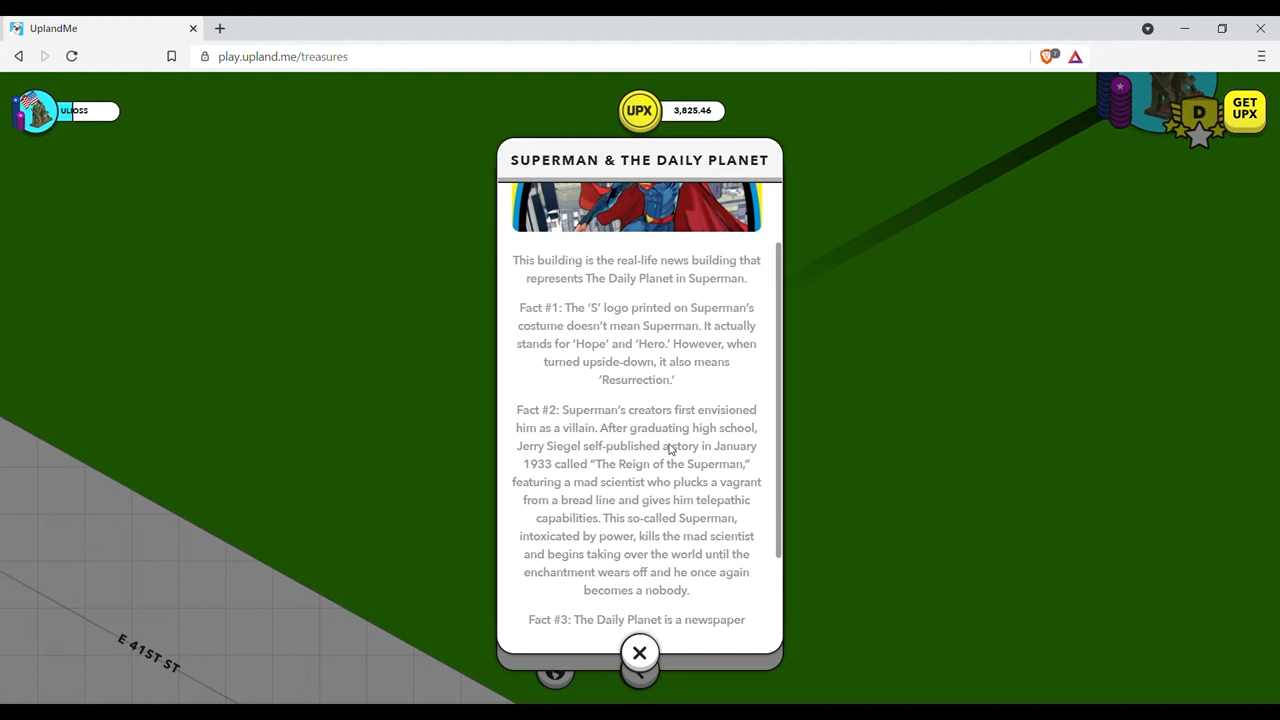 UplandMe
play.upland.me/treasures
7
UPX
3,825.46
D
GET
UPX
SUPERMAN & THE DAILY PLANET
This building is the real-life news building that
represents The Daily Planet in Superman.
Fact #1: The ‘S’ logo printed on Superman’s
costume doesn’t mean Superman. It actually
stands for ‘Hope’ and ‘Hero.’ However, when
turned upside-down, it also means
‘Resurrection.’
Fact #2: Superman’s creators first envisioned
him as a villain. After graduating high school,
Jerry Siegel self-published a story in January
1933 called “The Reign of the Superman,”
featuring a mad scientist who plucks a vagrant
from a bread line and gives him telepathic
capabilities. This so-called Superman,
intoxicated by power, kills the mad scientist
and begins taking over the world until the
enchantment wears off and he once again
becomes a nobody.
Fact #3: The Daily Planet is a newspaper
E 41ST ST